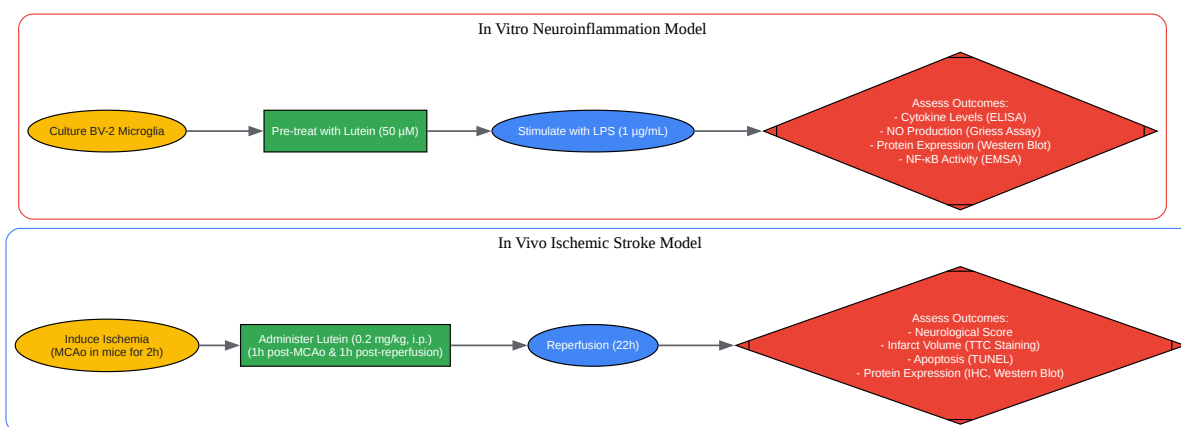 In Vitro Neuroinflammation Model
Culture BV-2 Microglia
Pre-treat with Lutein (50 µM)
Stimulate with LPS (1 µg/mL)
Assess Outcomes:
- Cytokine Levels (ELISA)
- NO Production (Griess Assay)
- Protein Expression (Western Blot)
- NF-κB Activity (EMSA)
In Vivo Ischemic Stroke Model
Induce Ischemia
(MCAo in mice for 2h)
Administer Lutein (0.2 mg/kg, i.p.)
(1h post-MCAo & 1h post-reperfusion)
Reperfusion (22h)
Assess Outcomes:
- Neurological Score
- Infarct Volume (TTC Staining)
- Apoptosis (TUNEL)
- Protein Expression (IHC, Western Blot)